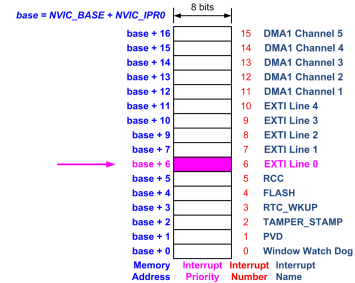 base = NVIC_BASE + NVIC_IPR0 8 bits
base + 16 15 DMA1 Channel 5
base + 15 14 DMA1 Channel 4
base + 14 13 DMA1 Channel 3
base + 13 12 DMA1 Channel 2
base + 12 11 DMA1 Channel 1
base + 11 10 EXTI Line 4
base + 10 9 EXTI Line 3
base + 9 8 EXTI Line 2
base + 7 7 EXTI Line 1
base + 6 6 EXTI Line 0
base + 5 5 RCC
base + 4 4 FLASH
base + 3 3 RTC_WKUP
base + 2 2 TAMPER_STAMP
base + 1 1 PVD
base + 0 0 Window Watch Dog
Memory Interrupt Interrupt Interrupt
Address Priority Number Name